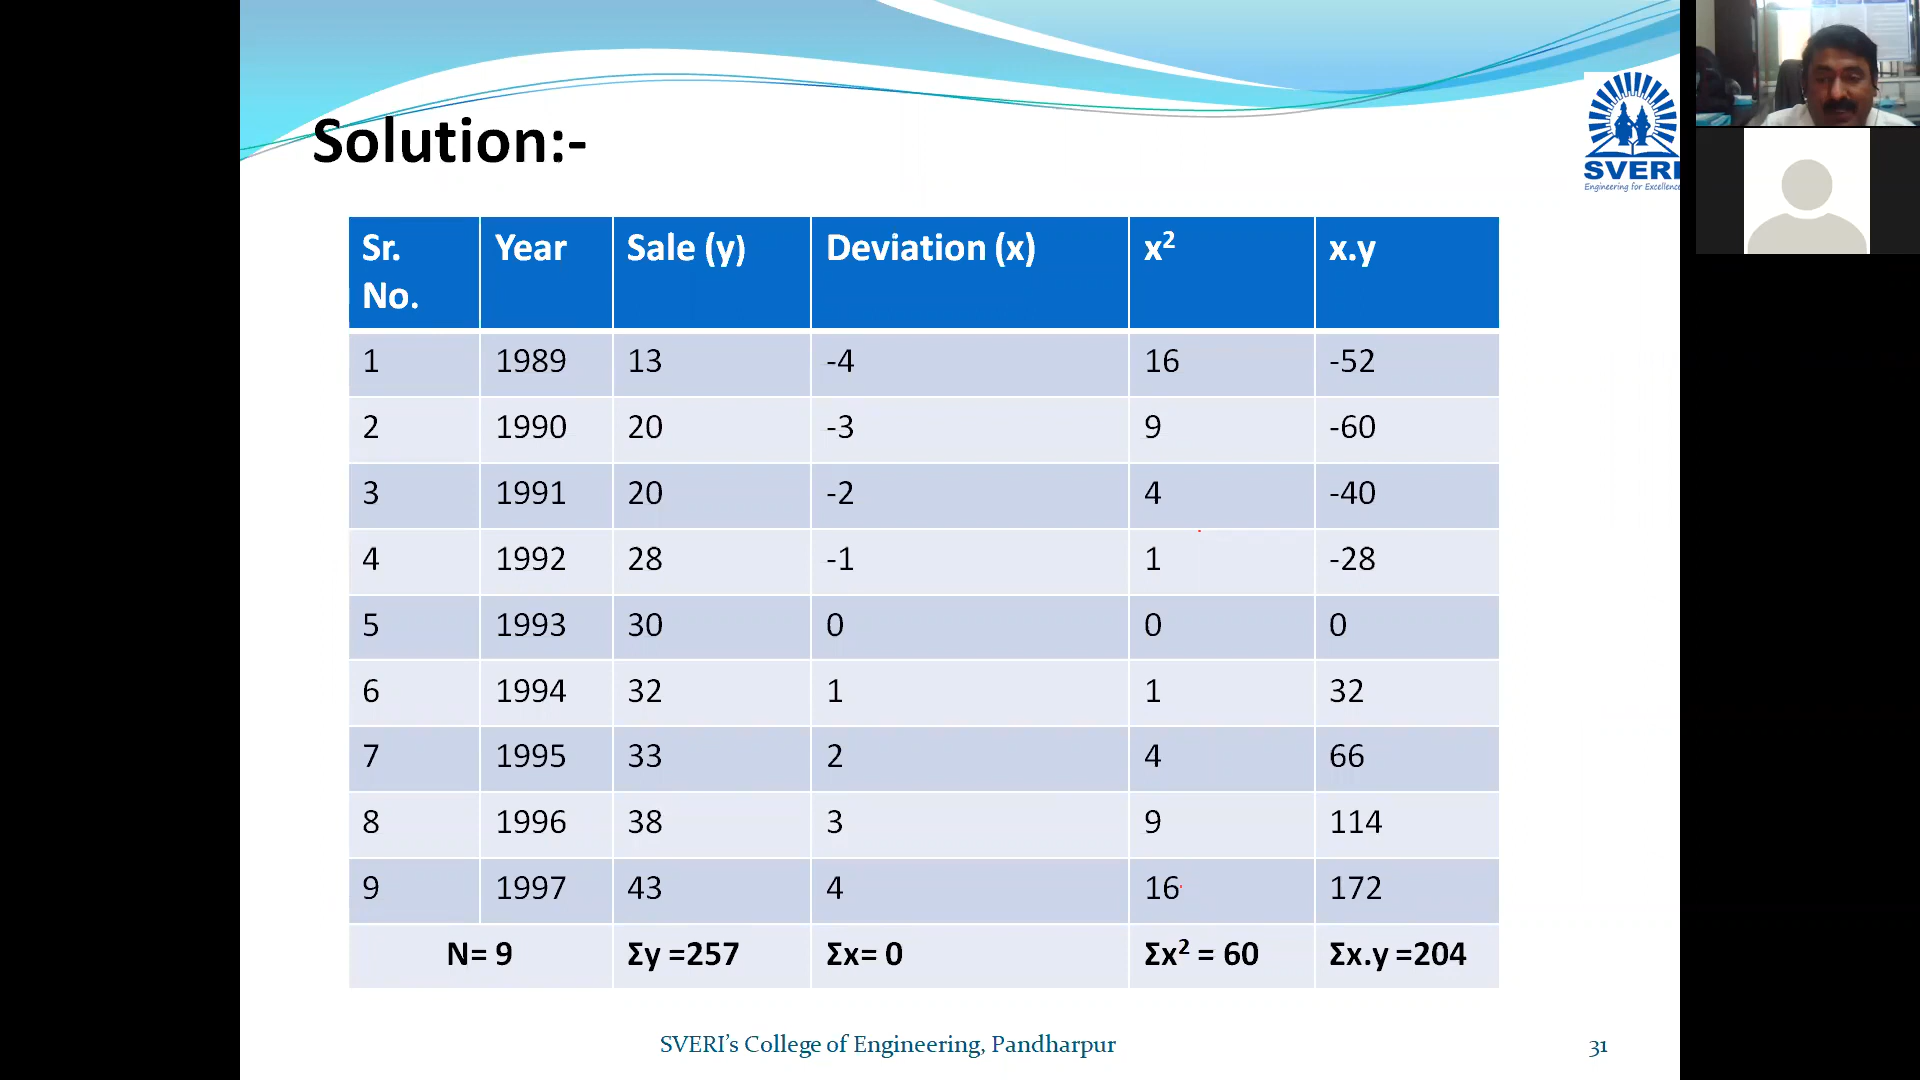 Solution:-
SVERI
Engineering for Excellence
Sr. No. Year Sale (y) Deviation (x) x² x.y
1 1989 13 -4 16 -52
2 1990 20 -3 9 -60
3 1991 20 -2 4 -40
4 1992 28 -1 1 -28
5 1993 30 0 0 0
6 1994 32 1 1 32
7 1995 33 2 4 66
8 1996 38 3 9 114
9 1997 43 4 16 172
N= 9 Σy =257 Σx= 0 Σx² = 60 Σx.y =204
SVERI’s College of Engineering, Pandharpur 31